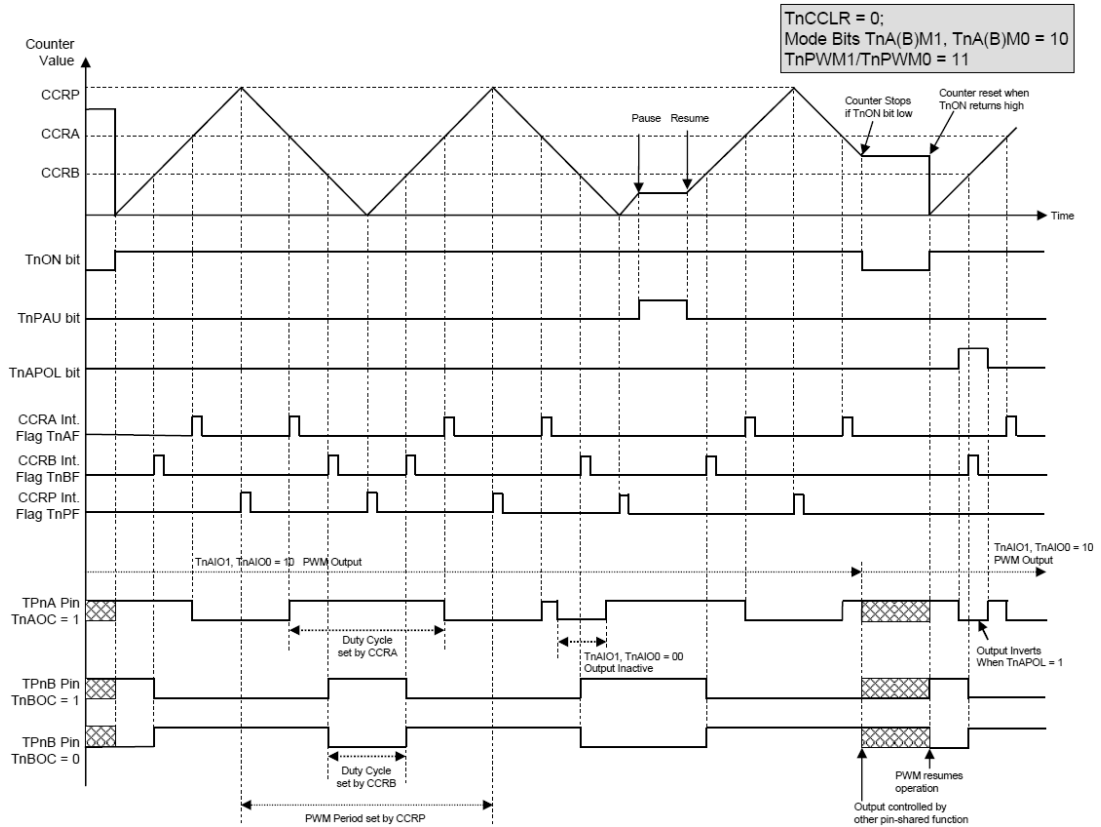 TnCCLR = 0;
Mode Bits TnA(B)M1, TnA(B)M0 = 10
TnPWM1/TnPWM0 = 11
Counter
Value
CCRP
CCRA
CCRB
Pause
Resume
Counter Stops
if TnON bit low
Counter reset when
TnON returns high
Time
TnON bit
TnPAU bit
TnAPOL bit
CCRA Int.
Flag TnAF
CCRB Int.
Flag TnBF
CCRP Int.
Flag TnPF
TnAIO1, TnAIO0 = 10 PWM Output
TnAIO1, TnAIO0 = 10
PWM Output
TPnA Pin
TnAOC = 1
Duty Cycle
set by CCRA
TnAIO1, TnAIO0 = 00
Output Inactive
Output Inverts
When TnAPOL = 1
TPnB Pin
TnBOC = 1
TPnB Pin
TnBOC = 0
Duty Cycle
set by CCRB
PWM resumes
operation
Output controlled by
other pin-shared function
PWM Period set by CCRP